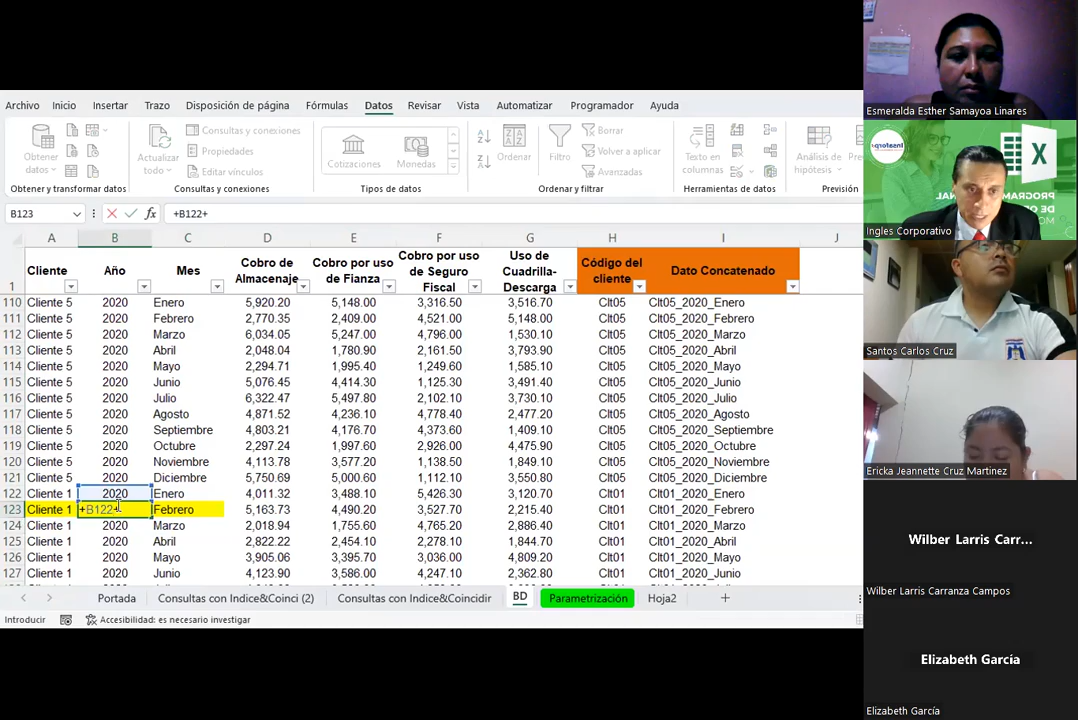 Archivo Inicio Insertar Trazo Disposición de página Fórmulas Datos Revisar Vista Automatizar Programador Ayuda
Obtener datos
Actualizar todo
Consultas y conexiones
Propiedades
Editar vínculos
Cotizaciones Monedas
Ordenar
Filtro
Borrar
Volver a aplicar
Avanzadas
Texto en columnas
Análisis de hipótesis
Obtener y transformar datos Consultas y conexiones Tipos de datos Ordenar y filtrar Herramientas de datos Previsión
B123 fx +B122+
A B C D E F G H I J
1 Cliente Año Mes Cobro de Almacenaje Cobro por uso de Fianza Cobro por uso de Seguro Fiscal Uso de Cuadrilla-Descarga Código del cliente Dato Concatenado
110 Cliente 5 2020 Enero 5,920.20 5,148.00 3,316.50 3,516.70 Clt05 Clt05_2020_Enero
111 Cliente 5 2020 Febrero 2,770.35 2,409.00 4,521.00 5,148.00 Clt05 Clt05_2020_Febrero
112 Cliente 5 2020 Marzo 6,034.05 5,247.00 4,796.00 1,530.10 Clt05 Clt05_2020_Marzo
113 Cliente 5 2020 Abril 2,048.04 1,780.90 2,161.50 3,793.90 Clt05 Clt05_2020_Abril
114 Cliente 5 2020 Mayo 2,294.71 1,995.40 1,249.60 1,585.10 Clt05 Clt05_2020_Mayo
115 Cliente 5 2020 Junio 5,076.45 4,414.30 1,125.30 3,491.40 Clt05 Clt05_2020_Junio
116 Cliente 5 2020 Julio 6,322.47 5,497.80 2,102.10 3,730.10 Clt05 Clt05_2020_Julio
117 Cliente 5 2020 Agosto 4,871.52 4,236.10 4,778.40 2,477.20 Clt05 Clt05_2020_Agosto
118 Cliente 5 2020 Septiembre 4,803.21 4,176.70 4,373.60 1,409.10 Clt05 Clt05_2020_Septiembre
119 Cliente 5 2020 Octubre 2,297.24 1,997.60 2,926.00 4,475.90 Clt05 Clt05_2020_Octubre
120 Cliente 5 2020 Noviembre 4,113.78 3,577.20 1,138.50 1,849.10 Clt05 Clt05_2020_Noviembre
121 Cliente 5 2020 Diciembre 5,750.69 5,000.60 1,112.10 3,550.80 Clt05 Clt05_2020_Diciembre
122 Cliente 1 2020 Enero 4,011.32 3,488.10 5,426.30 3,120.70 Clt01 Clt01_2020_Enero
123 Cliente 1 +B122+ Febrero 5,163.73 4,490.20 3,527.70 2,215.40 Clt01 Clt01_2020_Febrero
124 Cliente 1 2020 Marzo 2,018.94 1,755.60 4,765.20 2,886.40 Clt01 Clt01_2020_Marzo
125 Cliente 1 2020 Abril 2,822.22 2,454.10 2,278.10 1,844.70 Clt01 Clt01_2020_Abril
126 Cliente 1 2020 Mayo 3,905.06 3,395.70 3,036.00 4,809.20 Clt01 Clt01_2020_Mayo
127 Cliente 1 2020 Junio 4,123.90 3,586.00 4,247.10 2,362.80 Clt01 Clt01_2020_Junio
Portada Consultas con Indice&Coinci (2) Consultas con Indice&Coincidir BD Parametrización Hoja2
Introducir Accesibilidad: es necesario investigar
Esmeralda Esther Samayoa Linares
Ingles Corporativo
Santos Carlos Cruz
Ericka Jeannette Cruz Martinez
Wilber Larris Carr...
Wilber Larris Carranza Campos
Elizabeth García
Elizabeth García